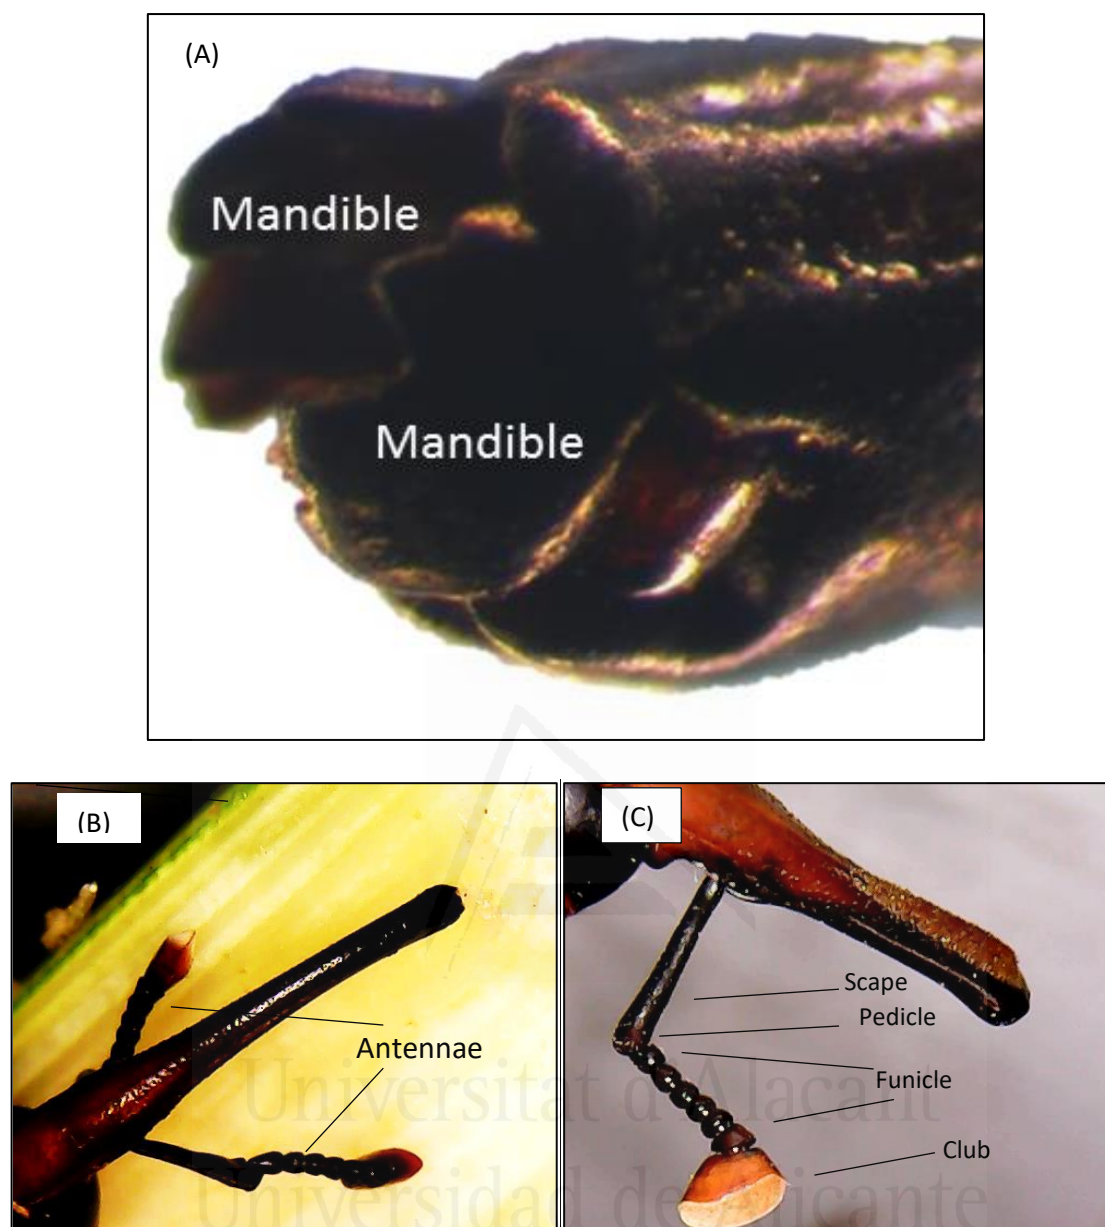 (A)
Mandible
Mandible
(B)
Antennae
(C)
Scape
Pedicle
Funicle
Club
Universitat d'Alacant
Universidad de Alicante